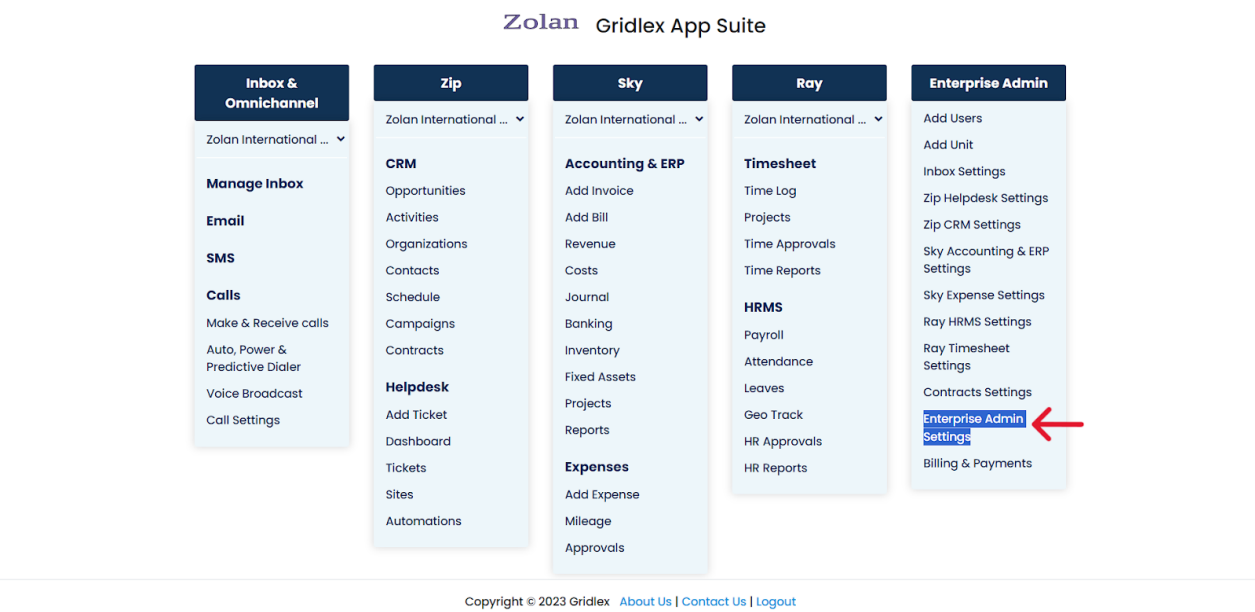 Zolan Gridlex App Suite
Inbox &
Omnichannel
Zolan International ...
Manage Inbox
Email
SMS
Calls
Make & Receive calls
Auto, Power &
Predictive Dialer
Voice Broadcast
Call Settings
Zip
Zolan International ...
CRM
Opportunities
Activities
Organizations
Contacts
Schedule
Campaigns
Contracts
Helpdesk
Add Ticket
Dashboard
Tickets
Sites
Automations
Sky
Zolan International ...
Accounting & ERP
Add Invoice
Add Bill
Revenue
Costs
Journal
Banking
Inventory
Fixed Assets
Projects
Reports
Expenses
Add Expense
Mileage
Approvals
Ray
Zolan International ...
Timesheet
Time Log
Projects
Time Approvals
Time Reports
HRMS
Payroll
Attendance
Leaves
Geo Track
HR Approvals
HR Reports
Enterprise Admin
Add Users
Add Unit
Inbox Settings
Zip Helpdesk Settings
Zip CRM Settings
Sky Accounting & ERP
Settings
Sky Expense Settings
Ray HRMS Settings
Ray Timesheet
Settings
Contracts Settings
Enterprise Admin
Settings
Billing & Payments
Copyright © 2023 Gridlex About Us | Contact Us | Logout